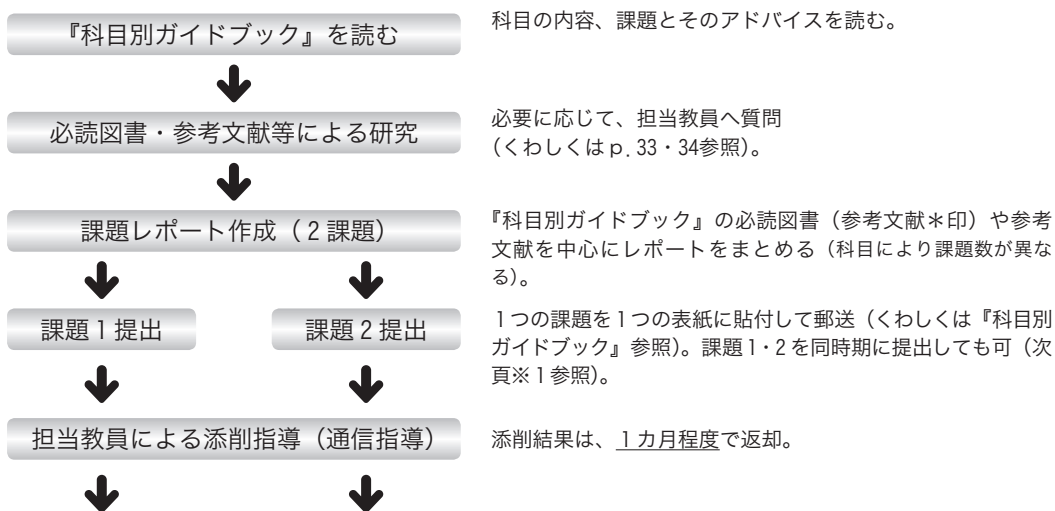 『科目別ガイドブック』を読む
科目の内容、課題とそのアドバイスを読む。
必読図書・参考文献等による研究
必要に応じて、担当教員へ質問
(くわしくはp.33・34参照)。
課題レポート作成(2課題)
『科目別ガイドブック』の必読図書(参考文献＊印)や参考
文献を中心にレポートをまとめる(科目により課題数が異な
る)。
課題1提出
課題2提出
1つの課題を1つの表紙に貼付して郵送(くわしくは『科目別
ガイドブック』参照)。課題1・2を同時期に提出しても可(次
頁※1参照)。
担当教員による添削指導(通信指導)
添削結果は、1カ月程度で返却。